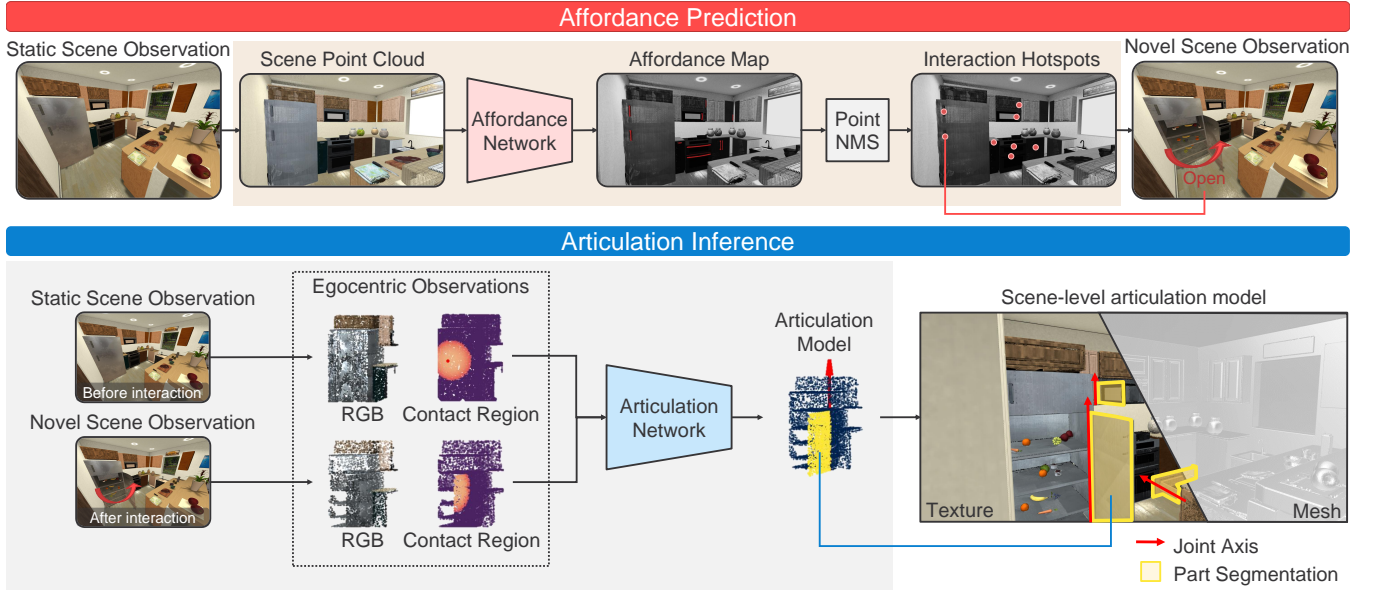 Affordance Prediction
Static Scene Observation
Scene Point Cloud
Affordance Map
Interaction Hotspots
Novel Scene Observation
Affordance
Network
Point
NMS
Open
Articulation Inference
Static Scene Observation
Before interaction
Novel Scene Observation
After interaction
Egocentric Observations
RGB
Contact Region
RGB
Contact Region
Articulation
Network
Articulation
Model
Scene-level articulation model
Texture
Mesh
Joint Axis
Part Segmentation